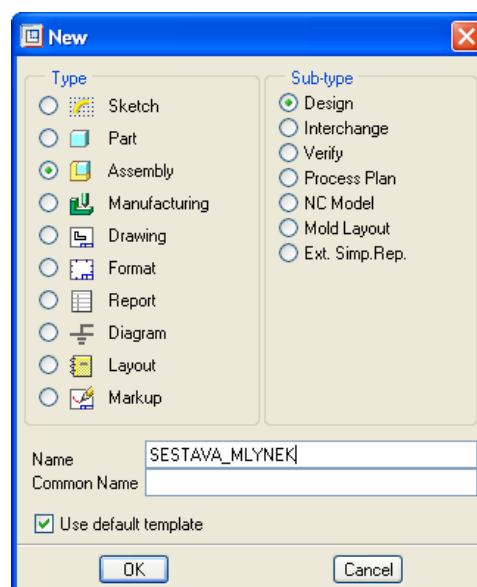 New
Type
Sketch
Part
Assembly
Manufacturing
Drawing
Format
Report
Diagram
Layout
Markup
Sub-type
Design
Interchange
Verify
Process Plan
NC Model
Mold Layout
Ext. Simp.Rep.
Name SESTAVA_MLYNEK
Common Name
Use default template
OK Cancel